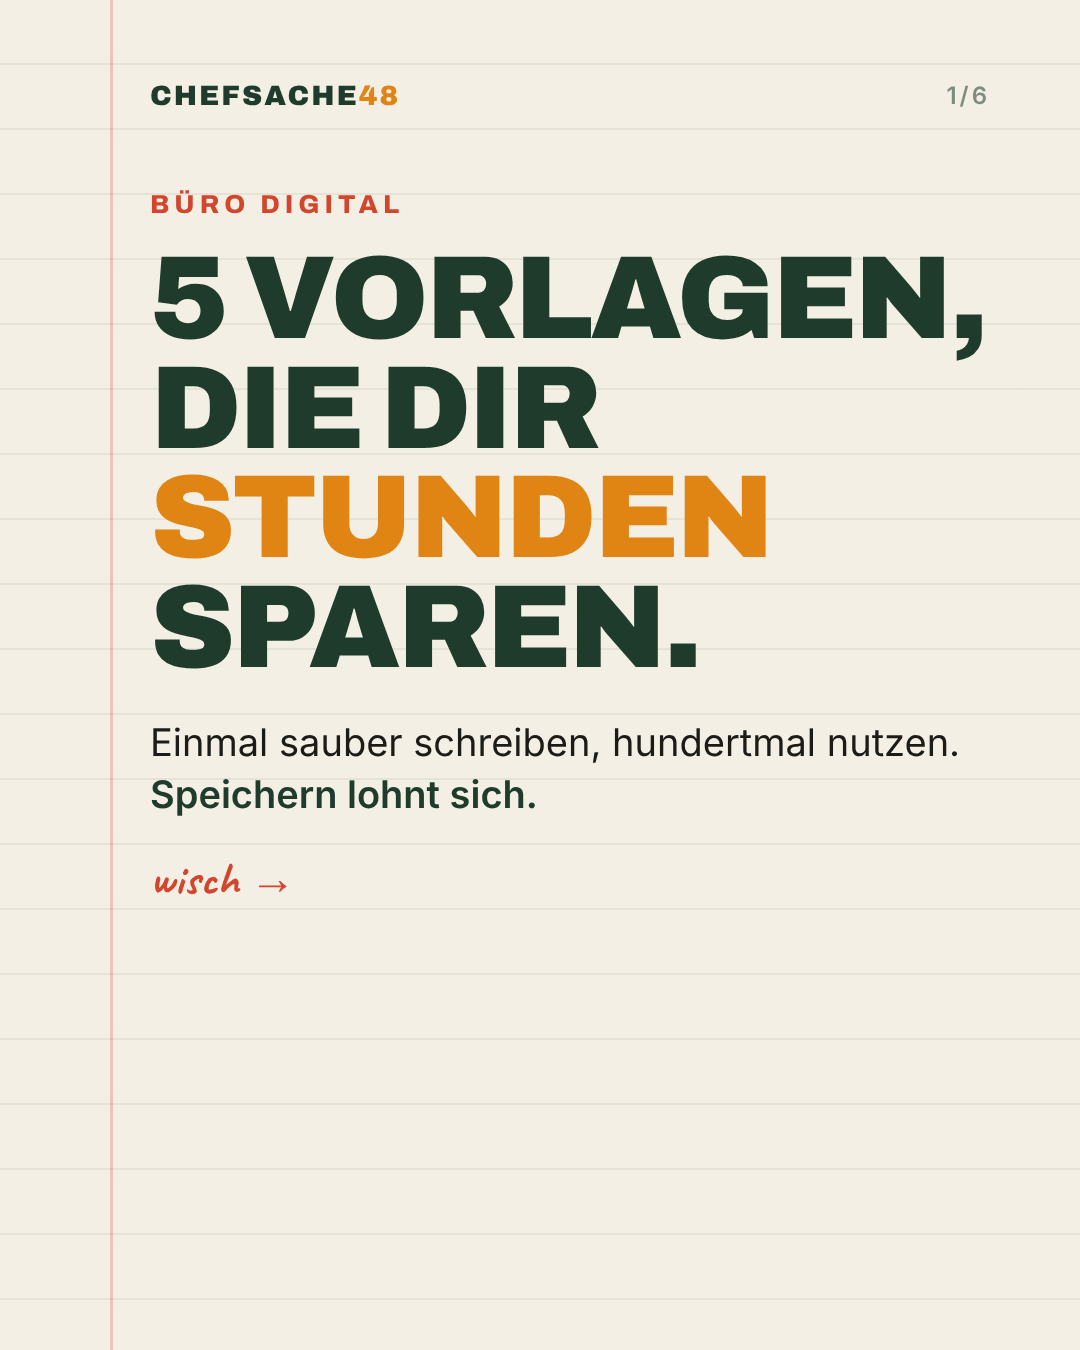 CHEFSACHE48
1/6
BÜRO DIGITAL
5 VORLAGEN,
DIE DIR
STUNDEN
SPAREN.
Einmal sauber schreiben, hundertmal nutzen.
Speichern lohnt sich.
wisch →